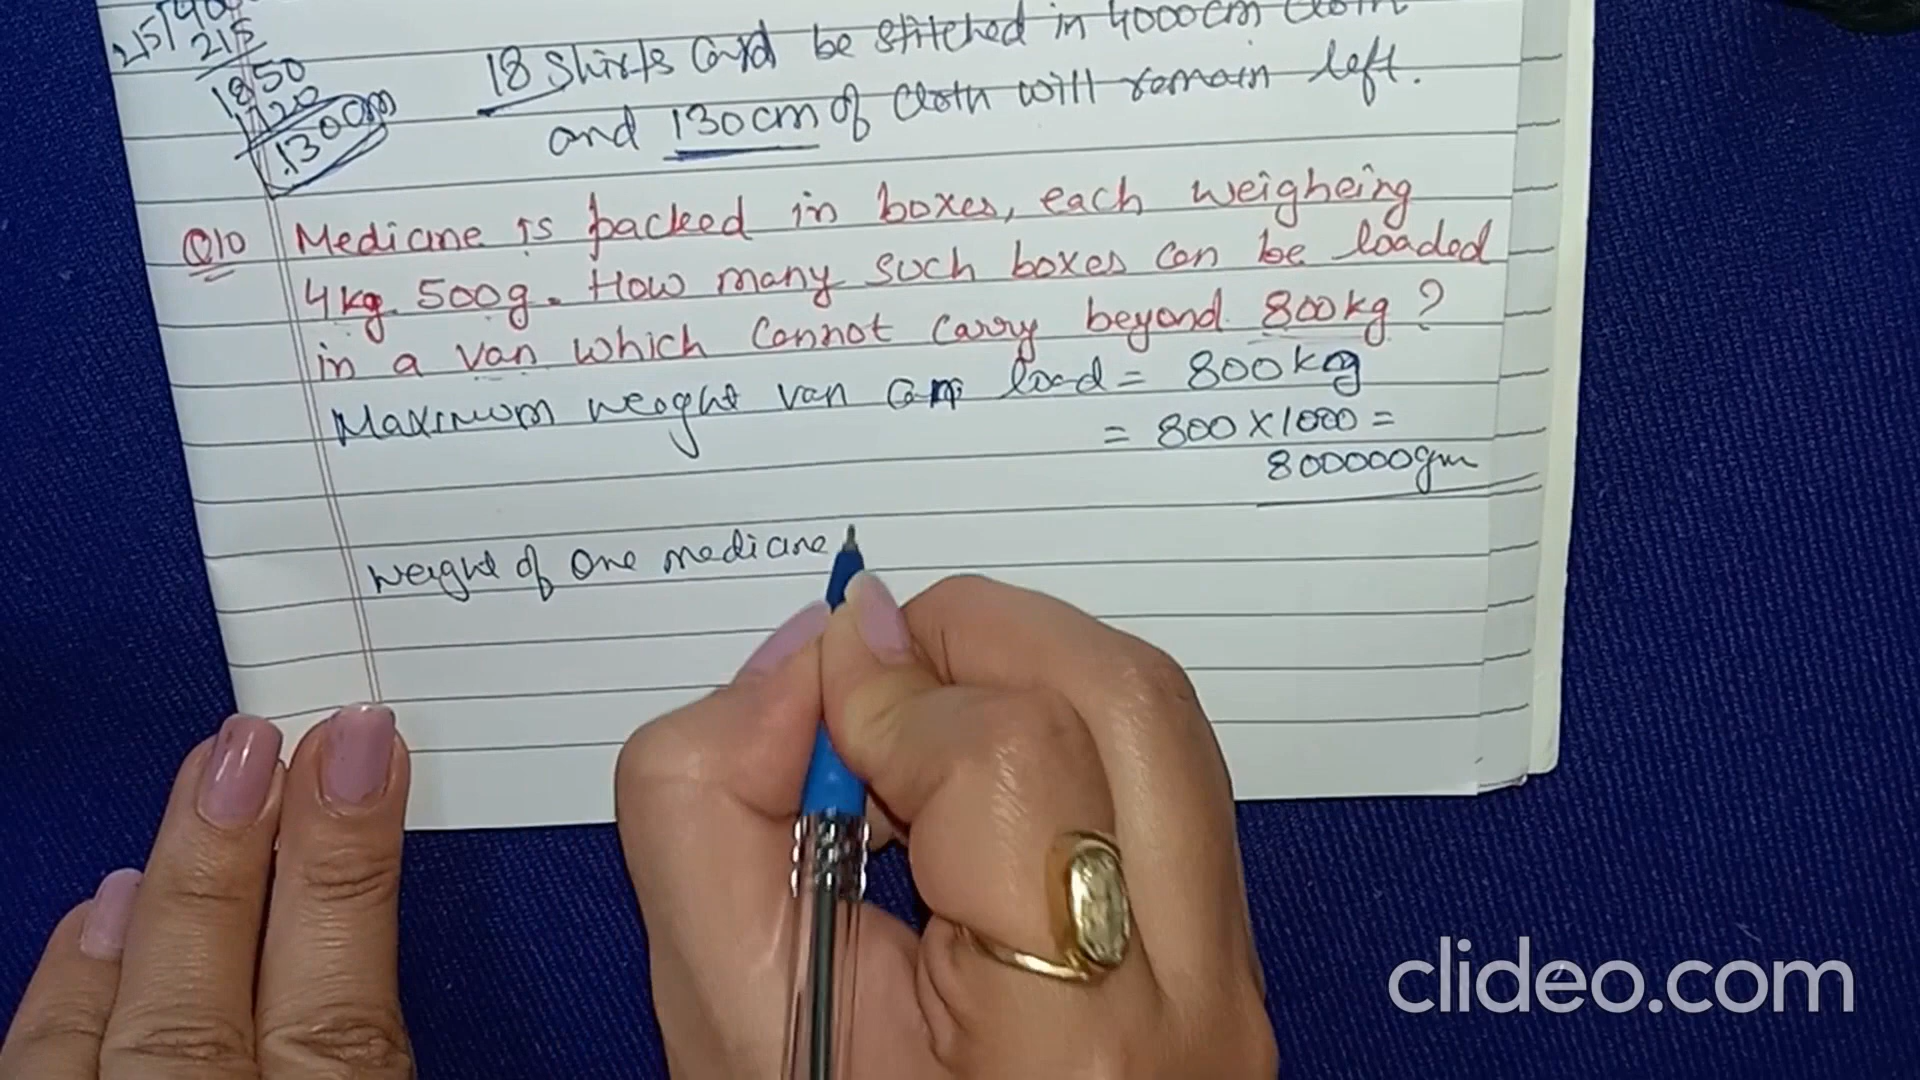 215
1850
1720
130cm
18 shirts can be stitched in 4000cm cloth
and 130cm of cloth will remain left.
Q10 Medicine is packed in boxes, each weigheing
4kg 500g. How many such boxes can be loaded
in a van which cannot carry beyond 800kg?
Maximum weight van can load = 800kg
= 800 x 1000 =
800000gm
weight of one medicine
clideo.com